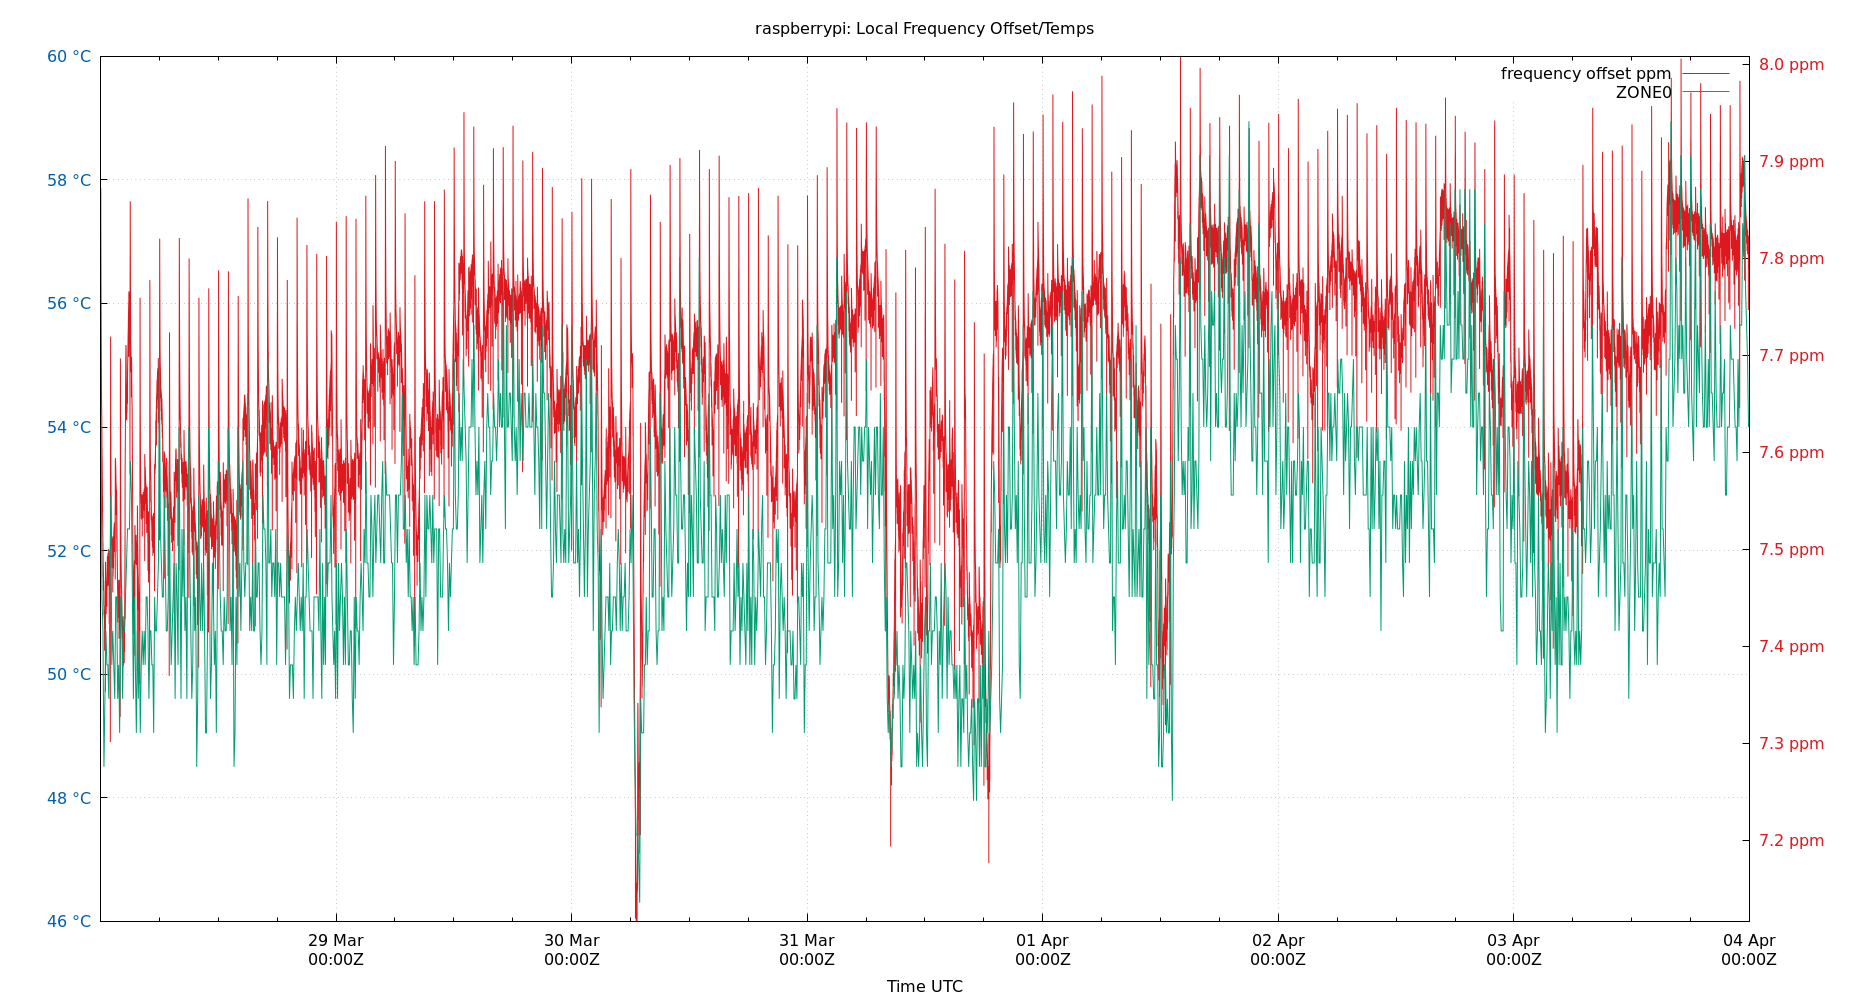 raspberrypi: Local Frequency Offset/Temps
60 °C
58 °C
56 °C
54 °C
52 °C
50 °C
48 °C
46 °C
8.0 ppm
7.9 ppm
7.8 ppm
7.7 ppm
7.6 ppm
7.5 ppm
7.4 ppm
7.3 ppm
7.2 ppm
frequency offset ppm
ZONE0
29 Mar
00:00Z
30 Mar
00:00Z
31 Mar
00:00Z
01 Apr
00:00Z
02 Apr
00:00Z
03 Apr
00:00Z
04 Apr
00:00Z
Time UTC